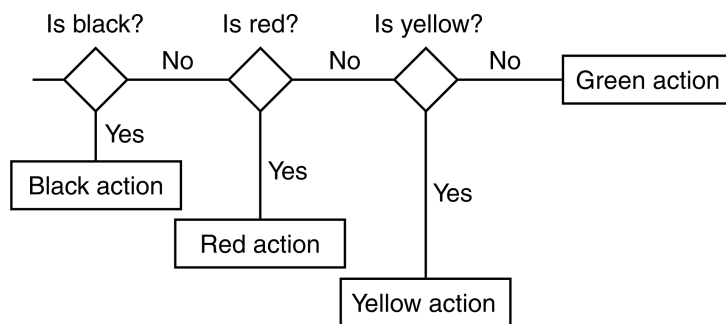 Is black?
Is red?
Is yellow?
No
No
No
Green action
Yes
Black action
Yes
Red action
Yes
Yellow action